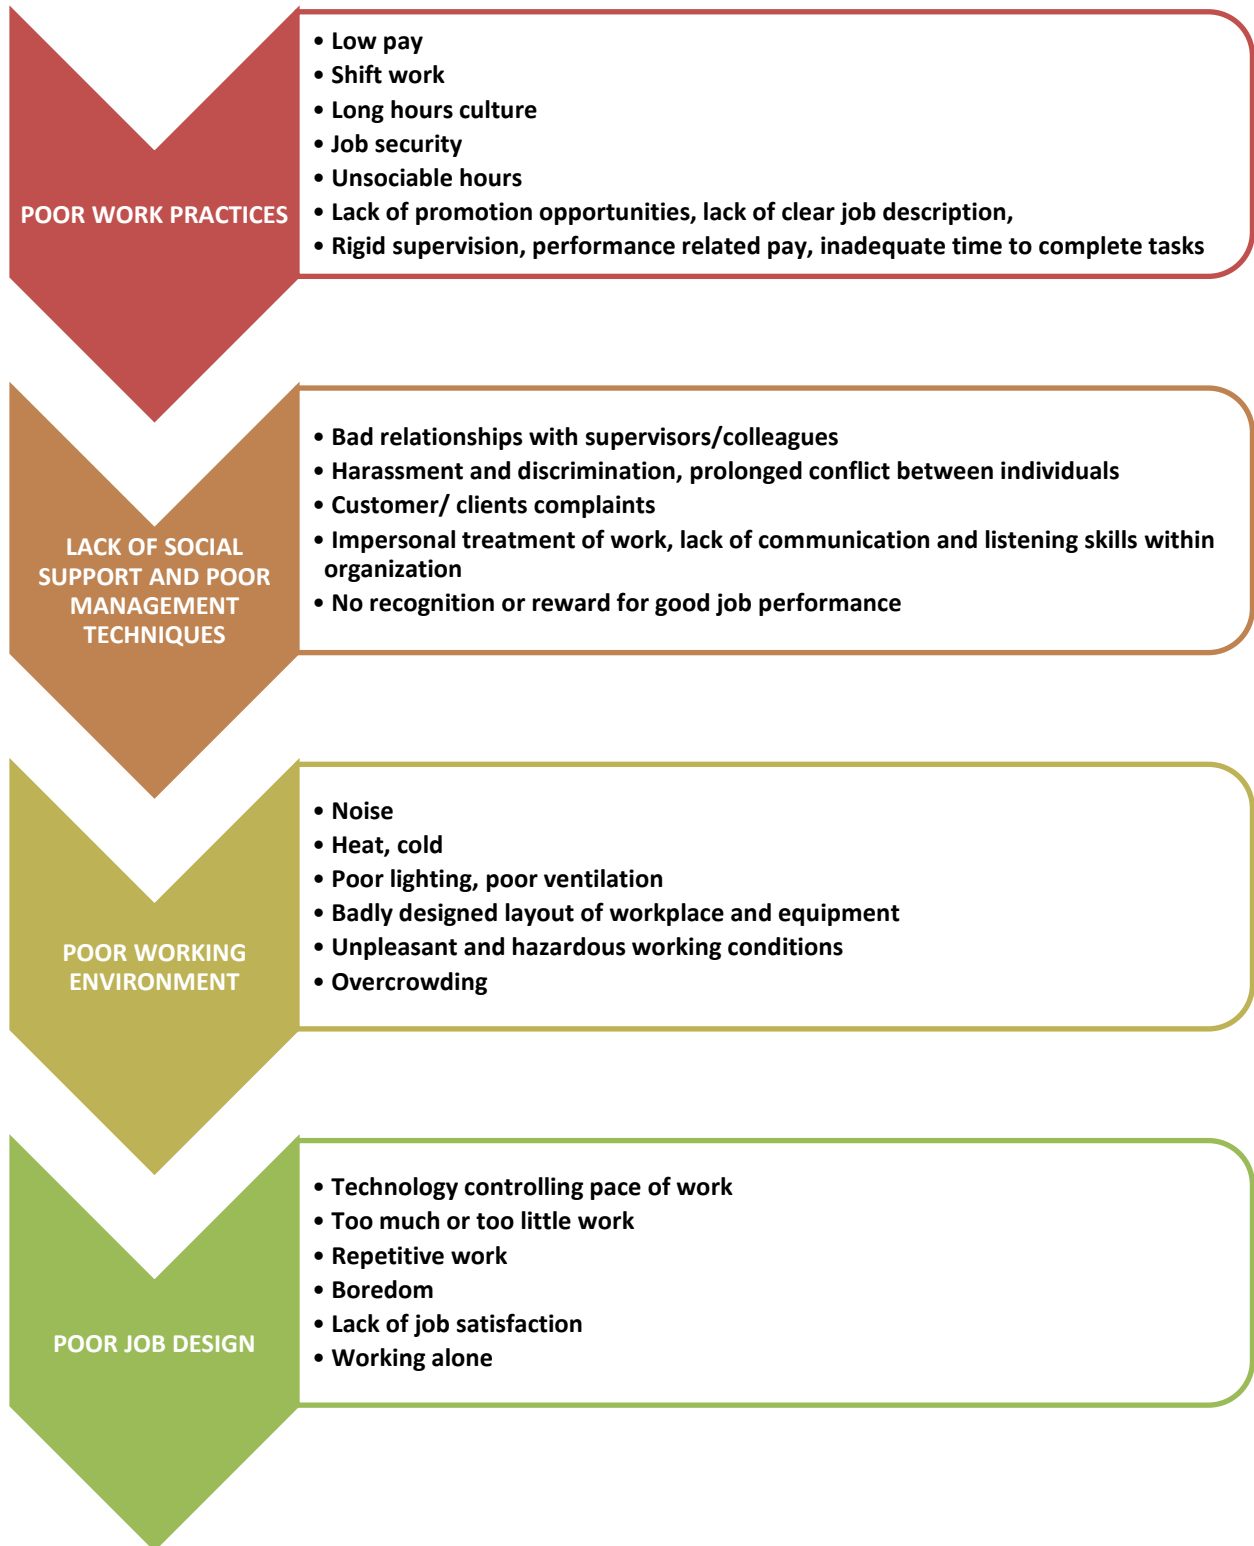 POOR WORK PRACTICES
• Low pay
• Shift work
• Long hours culture
• Job security
• Unsociable hours
• Lack of promotion opportunities, lack of clear job description,
• Rigid supervision, performance related pay, inadequate time to complete tasks
LACK OF SOCIAL
SUPPORT AND POOR
MANAGEMENT
TECHNIQUES
• Bad relationships with supervisors/colleagues
• Harassment and discrimination, prolonged conflict between individuals
• Customer/ clients complaints
• Impersonal treatment of work, lack of communication and listening skills within
organization
• No recognition or reward for good job performance
POOR WORKING
ENVIRONMENT
• Noise
• Heat, cold
• Poor lighting, poor ventilation
• Badly designed layout of workplace and equipment
• Unpleasant and hazardous working conditions
• Overcrowding
POOR JOB DESIGN
• Technology controlling pace of work
• Too much or too little work
• Repetitive work
• Boredom
• Lack of job satisfaction
• Working alone